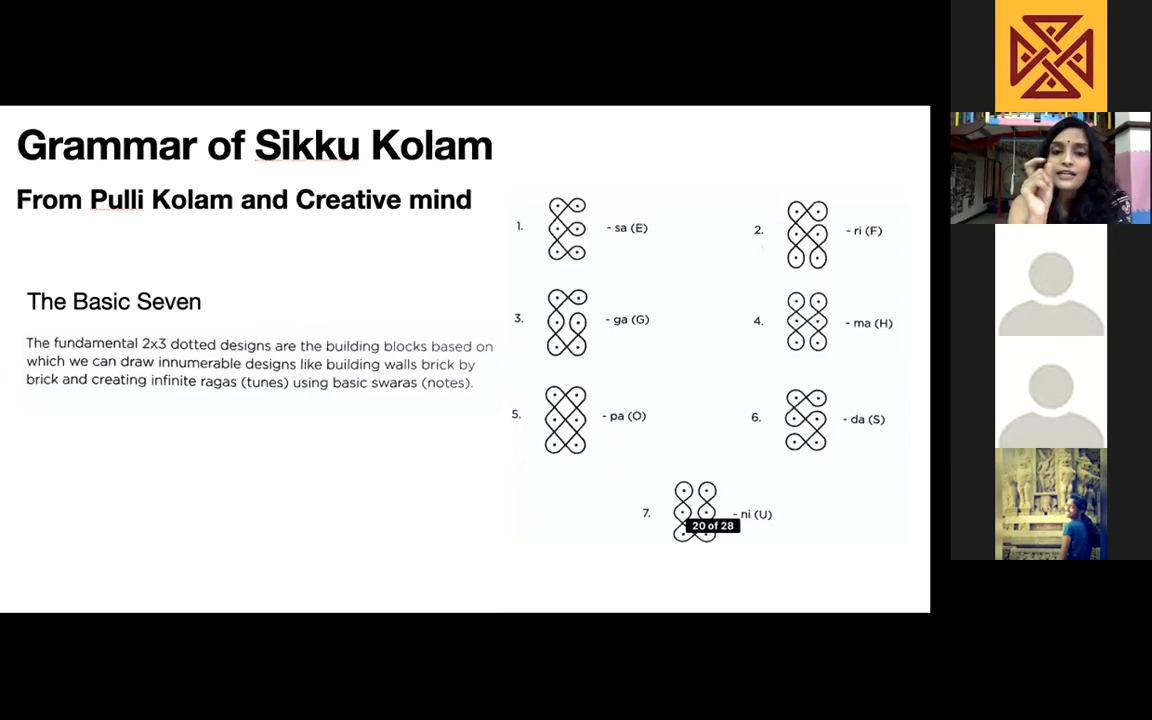 Grammar of Sikku Kolam
From Pulli Kolam and Creative mind
The Basic Seven
The fundamental 2x3 dotted designs are the building blocks based on
which we can draw innumerable designs like building walls brick by
brick and creating infinite ragas (tunes) using basic swaras (notes).
1. - sa (E)
2. - ri (F)
3. - ga (G)
4. - ma (H)
5. - pa (O)
6. - da (S)
7. - ni (U)
20 of 28